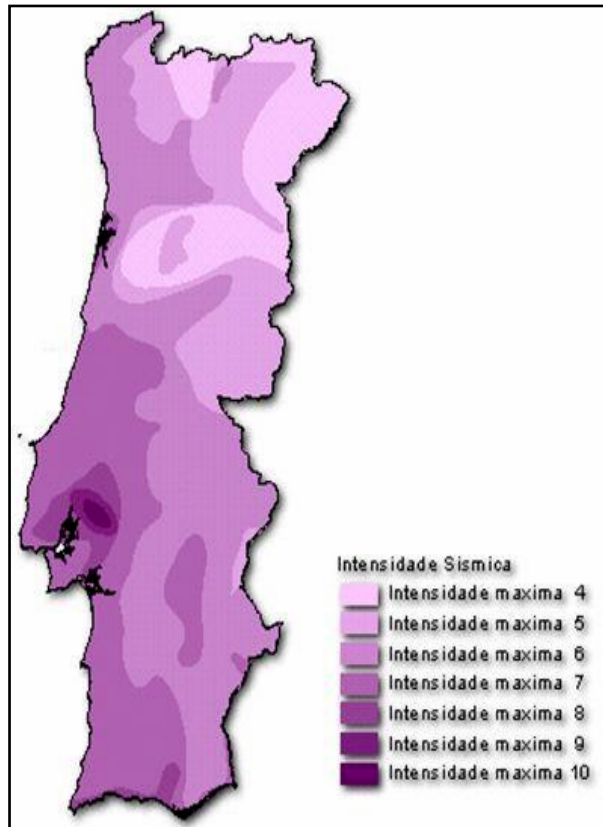 Intensidade Sísmica
Intensidade maxima 4
Intensidade maxima 5
Intensidade maxima 6
Intensidade maxima 7
Intensidade maxima 8
Intensidade maxima 9
Intensidade maxima 10